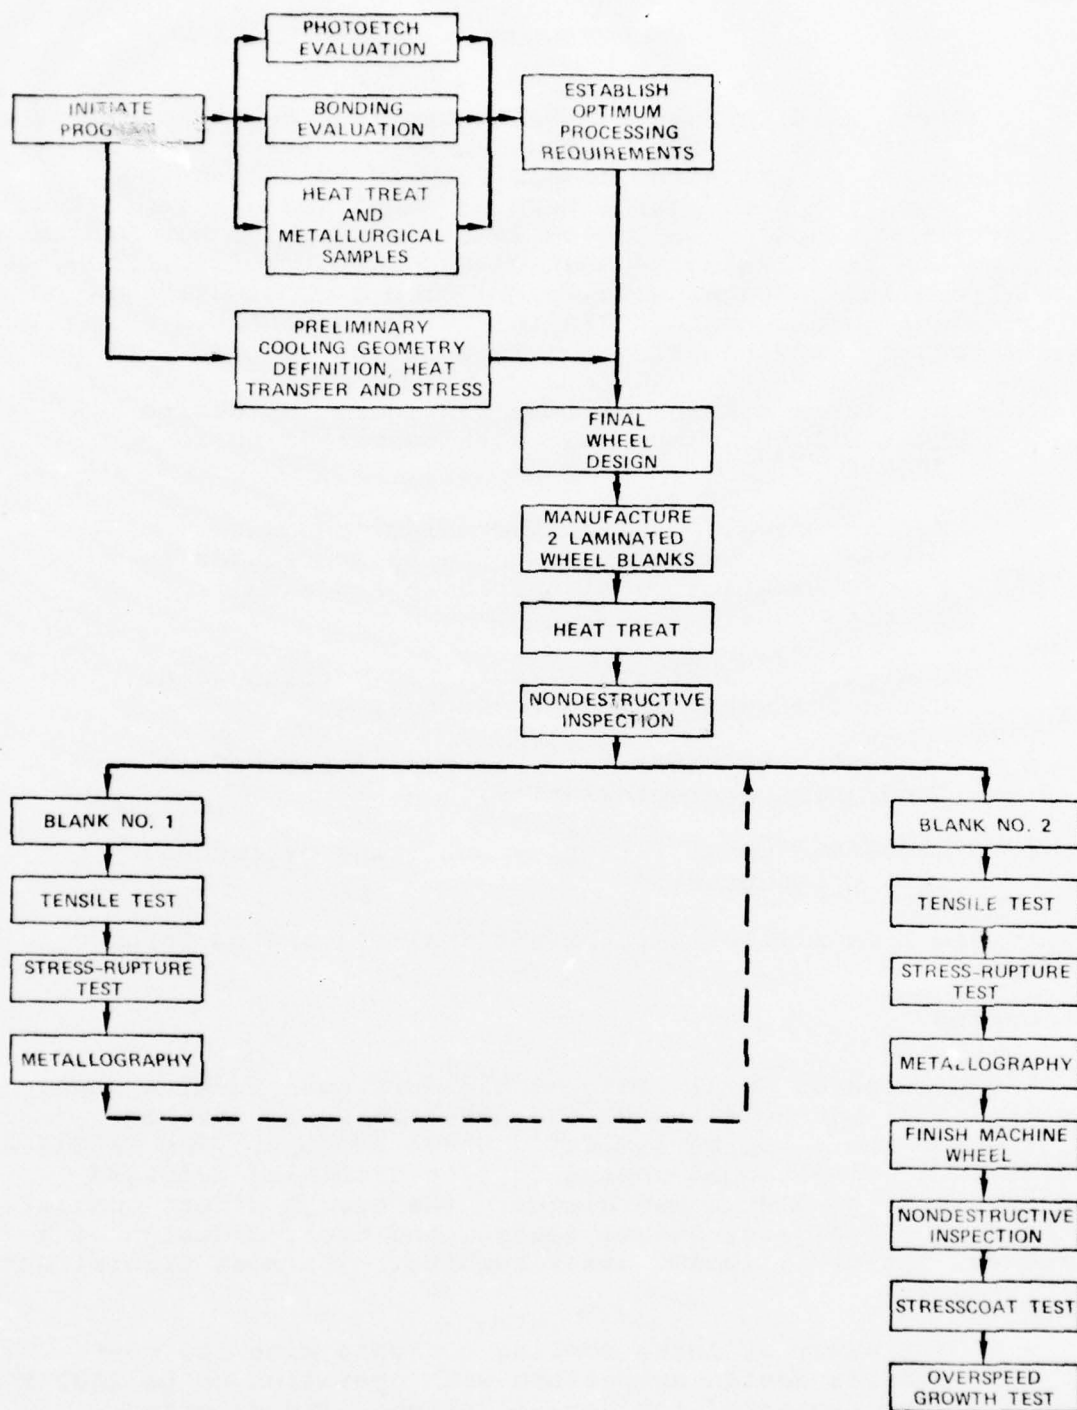 PHOTOETCH
EVALUATION
INITIATE
PROGRAM
BONDING
EVALUATION
ESTABLISH
OPTIMUM
PROCESSING
REQUIREMENTS
HEAT TREAT
AND
METALLURGICAL
SAMPLES
PRELIMINARY
COOLING GEOMETRY
DEFINITION, HEAT
TRANSFER AND STRESS
FINAL
WHEEL
DESIGN
MANUFACTURE
2 LAMINATED
WHEEL BLANKS
HEAT TREAT
NONDESTRUCTIVE
INSPECTION
BLANK NO. 1
TENSILE TEST
STRESS-RUPTURE
TEST
METALLOGRAPHY
BLANK NO. 2
TENSILE TEST
STRESS-RUPTURE
TEST
METALLOGRAPHY
FINISH MACHINE
WHEEL
NONDESTRUCTIVE
INSPECTION
STRESSCOAT TEST
OVERSPEED
GROWTH TEST